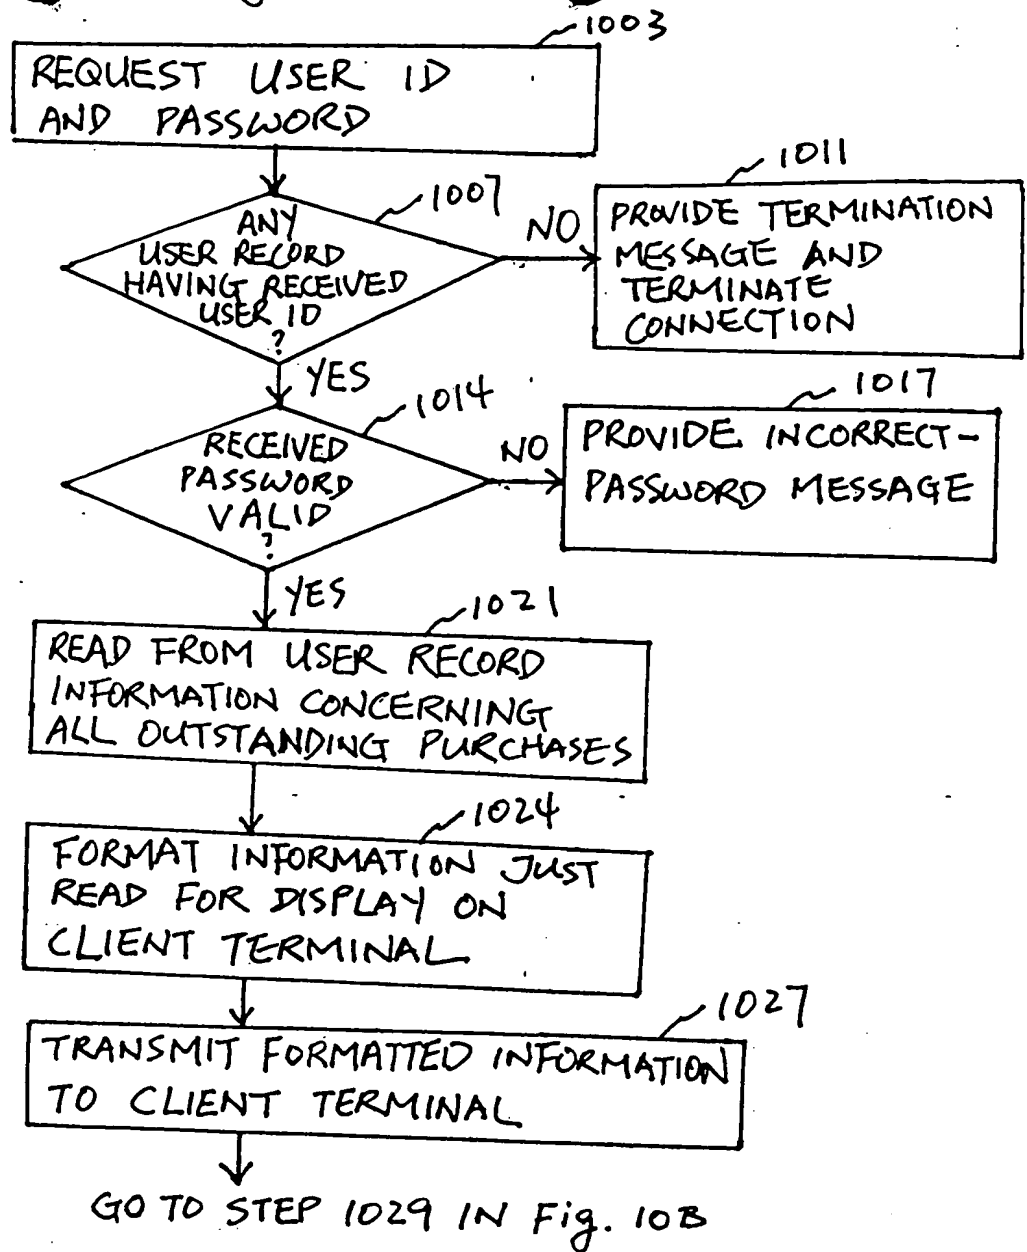 1003
REQUEST USER ID
AND PASSWORD
1007
ANY
USER RECORD
HAVING RECEIVED
USER ID
?
NO
1011
PROVIDE TERMINATION
MESSAGE AND
TERMINATE
CONNECTION
YES
1014
RECEIVED
PASSWORD
VALID
?
NO
1017
PROVIDE INCORRECT-
PASSWORD MESSAGE
YES
1021
READ FROM USER RECORD
INFORMATION CONCERNING
ALL OUTSTANDING PURCHASES
1024
FORMAT INFORMATION JUST
READ FOR DISPLAY ON
CLIENT TERMINAL
1027
TRANSMIT FORMATTED INFORMATION
TO CLIENT TERMINAL
GO TO STEP 1029 IN Fig. 10B